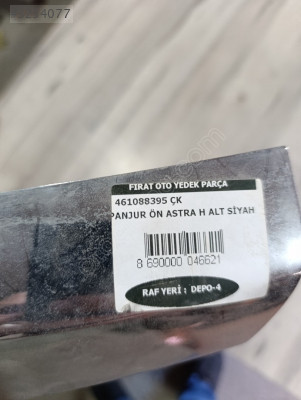 FIRAT OTO YEDEK PARÇA
461088395 ÇK
PANJUR ÖN ASTRA H ALT SİYAH
8 690000 046621
RAF YERİ : DEPO-4